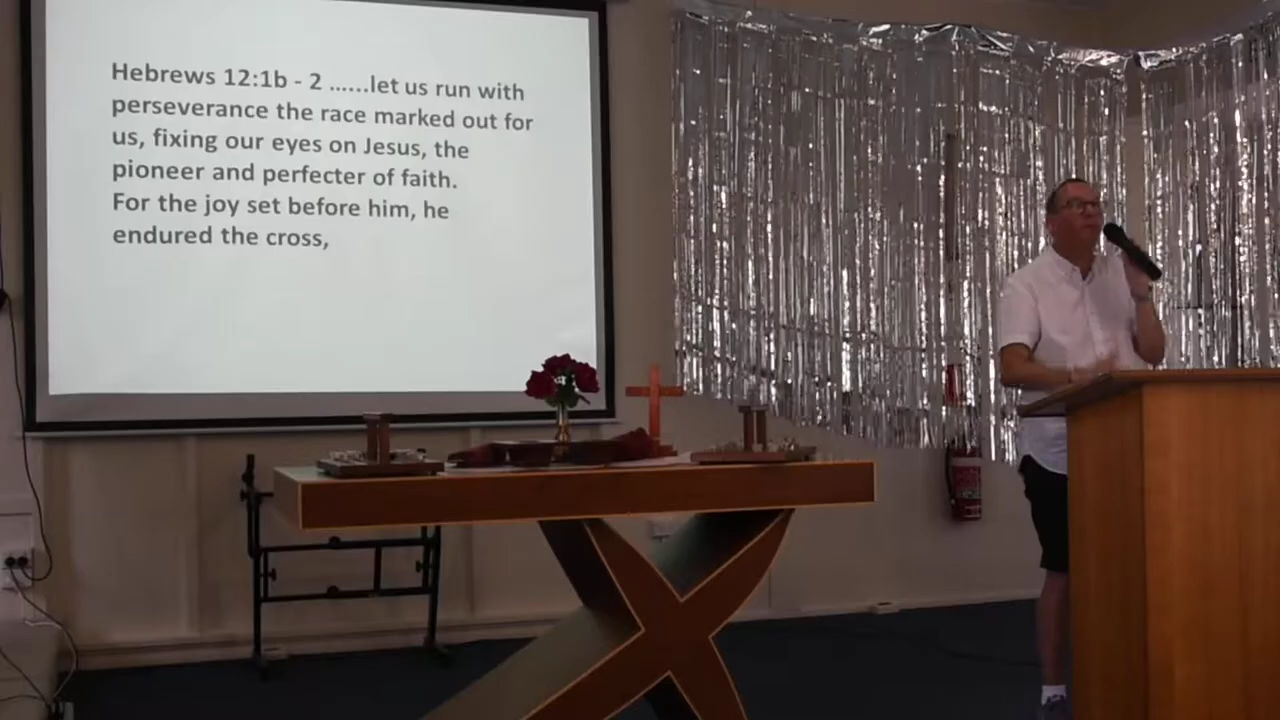 Hebrews 12:1b - 2 ......let us run with
perseverance the race marked out for
us, fixing our eyes on Jesus, the
pioneer and perfecter of faith.
For the joy set before him, he
endured the cross,